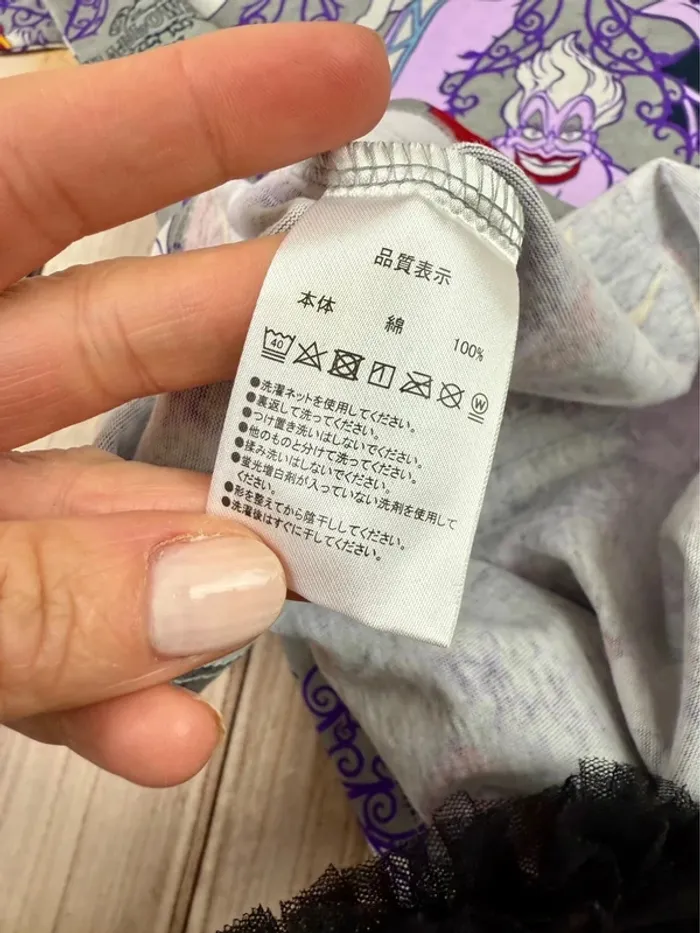 品質表示
本体 綿 100%
40 W
●洗濯ネットを使用してください。
●裏返して洗ってください。
●つけ置き洗いはしないでください。
●他のものと分けて洗ってください。
●揉み洗いはしないでください。
●蛍光増白剤が入っていない洗剤を使用して
ください。
●形を整えてから陰干ししてください。
●洗濯後はすぐに干してください。